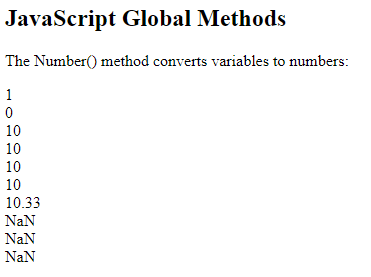 JavaScript Global Methods
The Number() method converts variables to numbers:
1
0
10
10
10
10
10.33
NaN
NaN
NaN